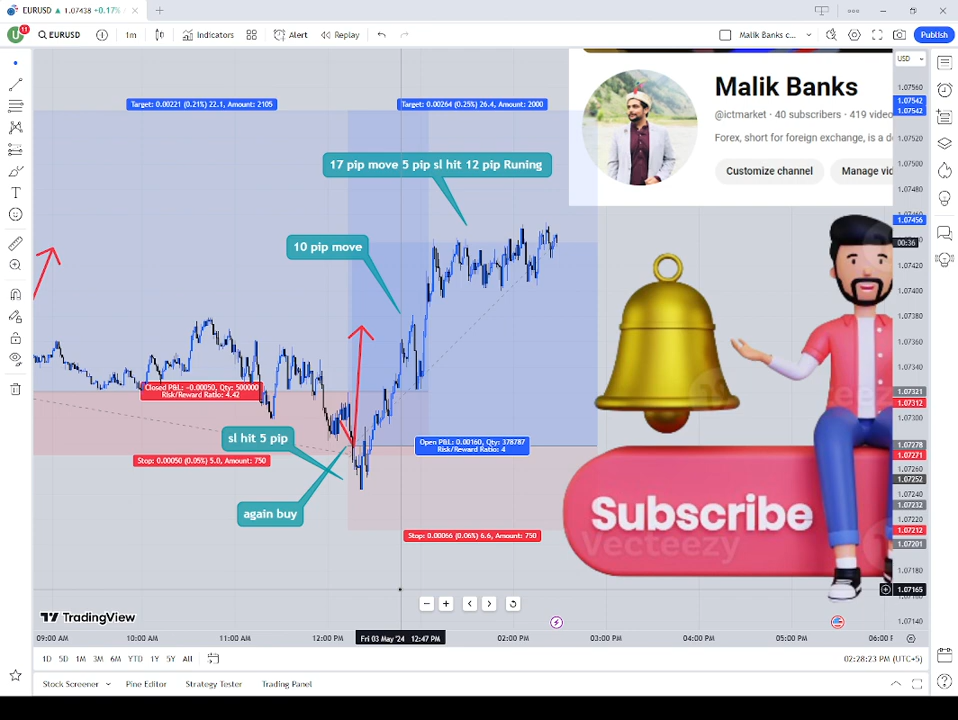 EURUSD 1.07438 +0.17%
U 11 EURUSD 1m Indicators Alert Replay Malik Banks c... Publish
USD
Target: 0.00221 (0.21%) 22.1, Amount: 2105
Target: 0.00264 (0.25%) 26.4, Amount: 2000
Malik Banks
@ictmarket · 40 subscribers · 419 video
Forex, short for foreign exchange, is a d
Customize channel
Manage vid
17 pip move 5 pip sl hit 12 pip Runing
10 pip move
Closed P&L: -0.00050, Qty: 500000
Risk/Reward Ratio: 4.42
sl hit 5 pip
Open P&L: 0.00160, Qty: 378787
Risk/Reward Ratio: 4
Stop: 0.00050 (0.05%) 5.0, Amount: 750
again buy
Stop: 0.00066 (0.06%) 6.6, Amount: 750
Subscribe
Vecteezy
1.07560
1.07542
1.07542
1.07520
1.07500
1.07480
1.07456
00:36
1.07420
1.07400
1.07380
1.07360
1.07340
1.07321
1.07312
1.07300
1.07278
1.07271
1.07260
1.07252
1.07240
1.07232
1.07220
1.07212
1.07201
1.07180
1.07165
1.07140
TradingView
09:00 AM 10:00 AM 11:00 AM 12:00 PM Fri 03 May '24 12:47 PM 02:00 PM 03:00 PM 04:00 PM 05:00 PM 06:00 P
1D 5D 1M 3M 6M YTD 1Y 5Y All
02:28:23 PM (UTC+5)
Stock Screener Pine Editor Strategy Tester Trading Panel